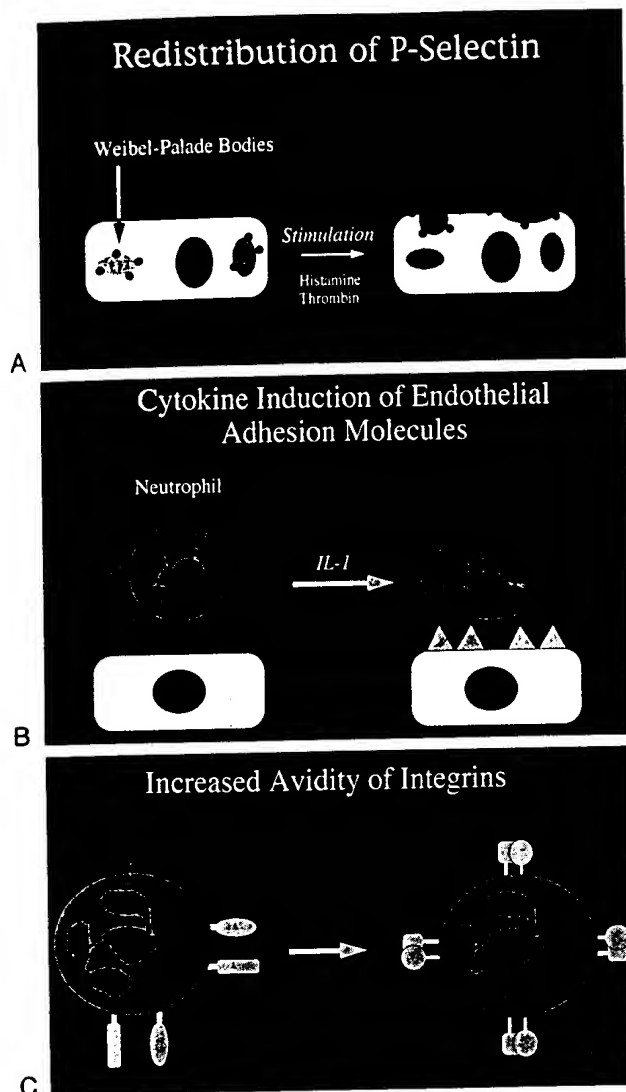 Redistribution of P-Selectin
Weibel-Palade Bodies
Stimulation
Histamine
Thrombin
A
Cytokine Induction of Endothelial
Adhesion Molecules
Neutrophil
IL-1
B
Increased Avidity of Integrins
C